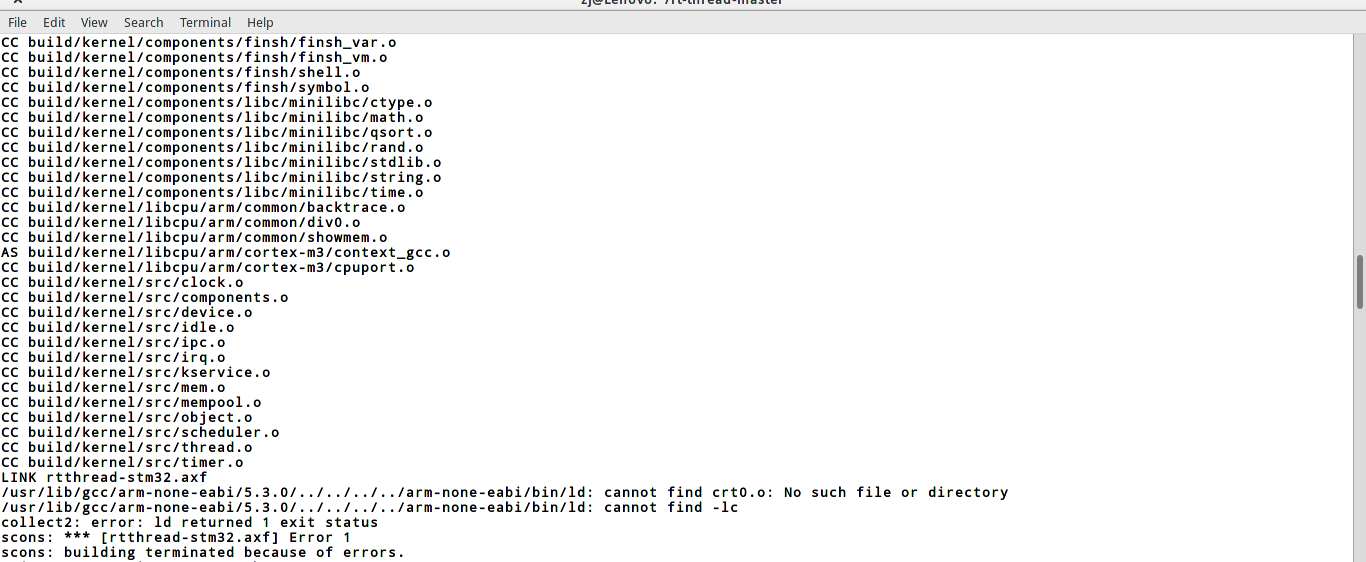 zj@Lenovo: ~/rt-thread-master
File Edit View Search Terminal Help
CC build/kernel/components/finsh/finsh_var.o
CC build/kernel/components/finsh/finsh_vm.o
CC build/kernel/components/finsh/shell.o
CC build/kernel/components/finsh/symbol.o
CC build/kernel/components/libc/minilibc/ctype.o
CC build/kernel/components/libc/minilibc/math.o
CC build/kernel/components/libc/minilibc/qsort.o
CC build/kernel/components/libc/minilibc/rand.o
CC build/kernel/components/libc/minilibc/stdlib.o
CC build/kernel/components/libc/minilibc/string.o
CC build/kernel/components/libc/minilibc/time.o
CC build/kernel/libcpu/arm/common/backtrace.o
CC build/kernel/libcpu/arm/common/div0.o
CC build/kernel/libcpu/arm/common/showmem.o
AS build/kernel/libcpu/arm/cortex-m3/context_gcc.o
CC build/kernel/libcpu/arm/cortex-m3/cpuport.o
CC build/kernel/src/clock.o
CC build/kernel/src/components.o
CC build/kernel/src/device.o
CC build/kernel/src/idle.o
CC build/kernel/src/ipc.o
CC build/kernel/src/irq.o
CC build/kernel/src/kservice.o
CC build/kernel/src/mem.o
CC build/kernel/src/mempool.o
CC build/kernel/src/object.o
CC build/kernel/src/scheduler.o
CC build/kernel/src/thread.o
CC build/kernel/src/timer.o
LINK rtthread-stm32.axf
/usr/lib/gcc/arm-none-eabi/5.3.0/../../../../arm-none-eabi/bin/ld: cannot find crt0.o: No such file or directory
/usr/lib/gcc/arm-none-eabi/5.3.0/../../../../arm-none-eabi/bin/ld: cannot find -lc
collect2: error: ld returned 1 exit status
scons: *** [rtthread-stm32.axf] Error 1
scons: building terminated because of errors.